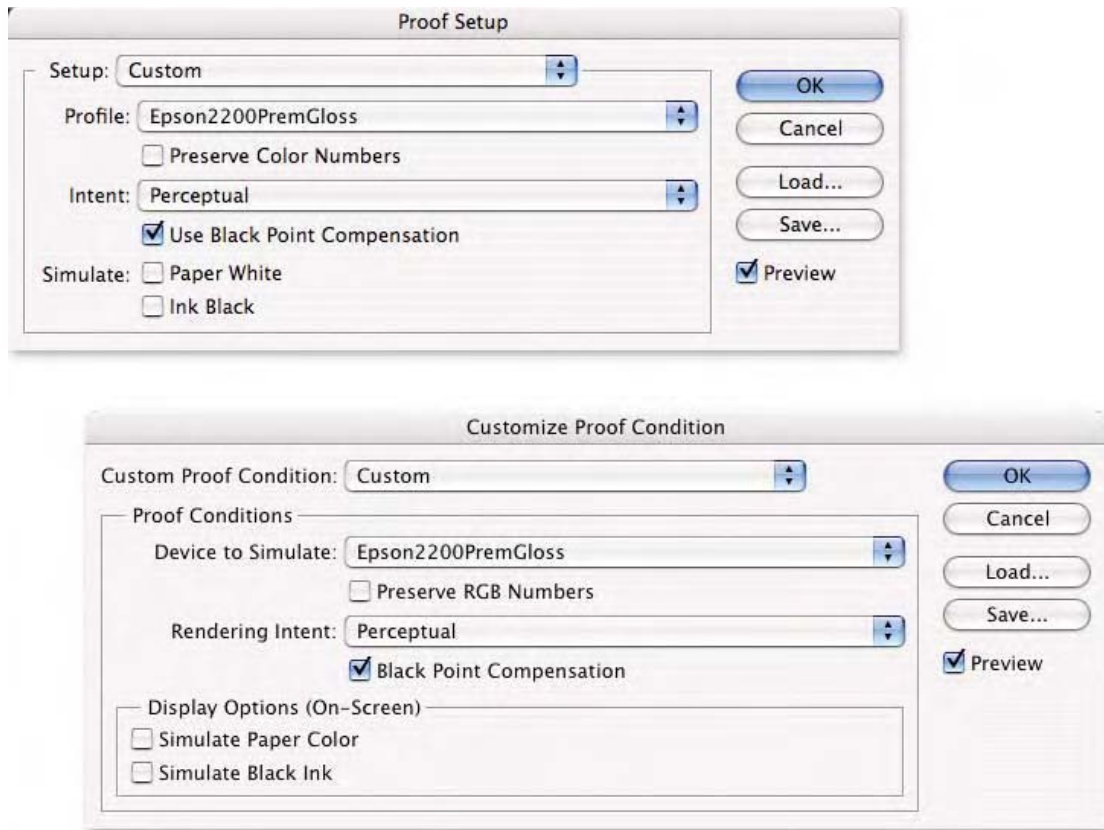 Proof Setup
Setup: Custom
OK
Profile: Epson2200PremGloss
Cancel
Preserve Color Numbers
Intent: Perceptual
Load...
Use Black Point Compensation
Save...
Simulate: Paper White
Preview
Ink Black
Customize Proof Condition
Custom Proof Condition: Custom
OK
Proof Conditions
Cancel
Device to Simulate: Epson2200PremGloss
Preserve RGB Numbers
Load...
Rendering Intent: Perceptual
Save...
Black Point Compensation
Preview
Display Options (On-Screen)
Simulate Paper Color
Simulate Black Ink